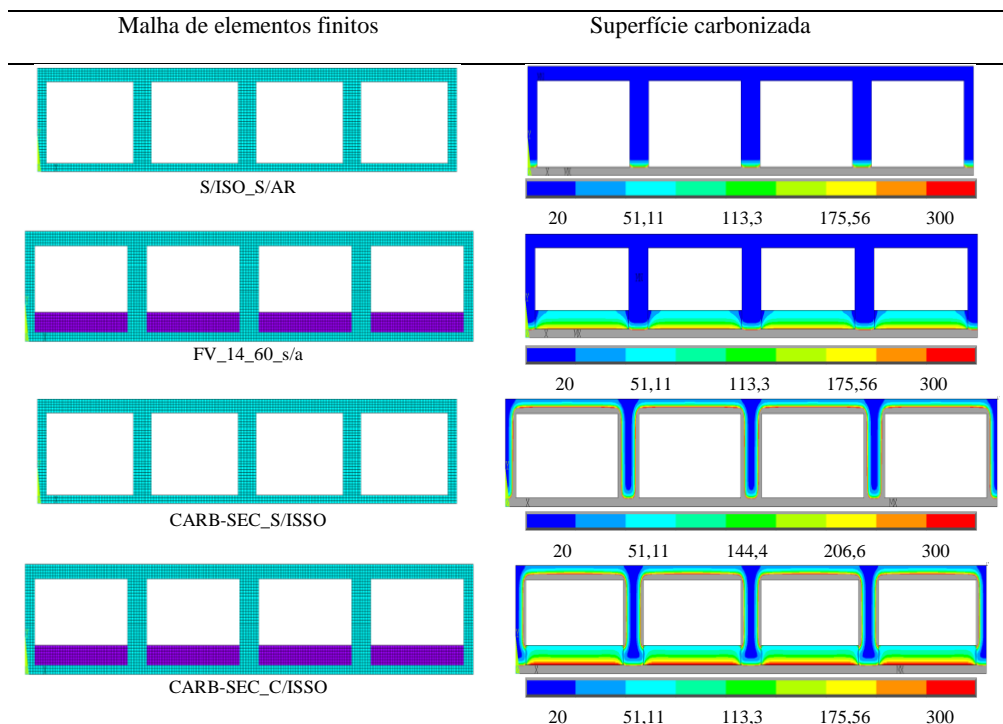 Malha de elementos finitos Superfície carbonizada
S/ISO_S/AR
20 51,11 113,3 175,56 300
FV_14_60_s/a
20 51,11 113,3 175,56 300
CARB-SEC_S/ISSO
20 51,11 144,4 206,6 300
CARB-SEC_C/ISSO
20 51,11 113,3 175,56 300